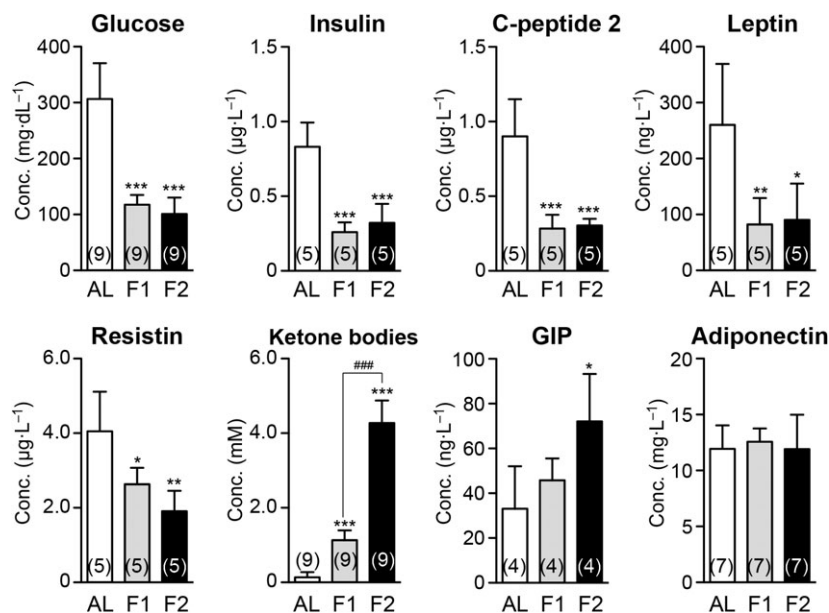 Glucose
Conc. (mg·dL⁻¹)
400
300
200
100
0
(9) (9) (9)
*** ***
AL F1 F2
Insulin
Conc. (µg·L⁻¹)
1.5
1.0
0.5
0
(5) (5) (5)
*** ***
AL F1 F2
C-peptide 2
Conc. (µg·L⁻¹)
1.5
1.0
0.5
0
(5) (5) (5)
*** ***
AL F1 F2
Leptin
Conc. (ng·L⁻¹)
400
300
200
100
0
(5) (5) (5)
** *
AL F1 F2
Resistin
Conc. (µg·L⁻¹)
6.0
4.0
2.0
0
(5) (5) (5)
* **
AL F1 F2
Ketone bodies
Conc. (mM)
6.0
4.0
2.0
0
###
*** ***
(9) (9) (9)
AL F1 F2
GIP
Conc. (ng·L⁻¹)
100
80
60
40
20
0
*
(4) (4) (4)
AL F1 F2
Adiponectin
Conc. (mg·L⁻¹)
20
15
10
5
0
(7) (7) (7)
AL F1 F2